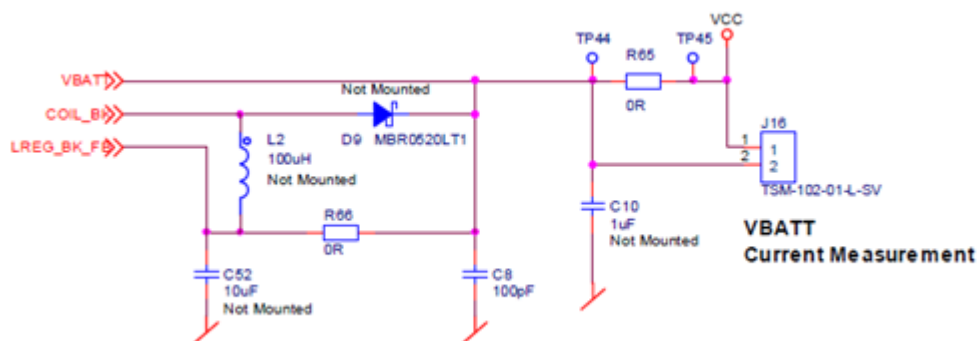 VCC
TP44
R65
TP45
VBATT
Not Mounted
0R
COIL_BK
J16
L2
D9 MBR0520LT1
1 1
LREG_BK_FB
100uH
2 2
Not Mounted
TSM-102-01-L-SV
R66
C10
0R
1uF
VBATT
Not Mounted
Current Measurement
C52
C8
10uF
100pF
Not Mounted